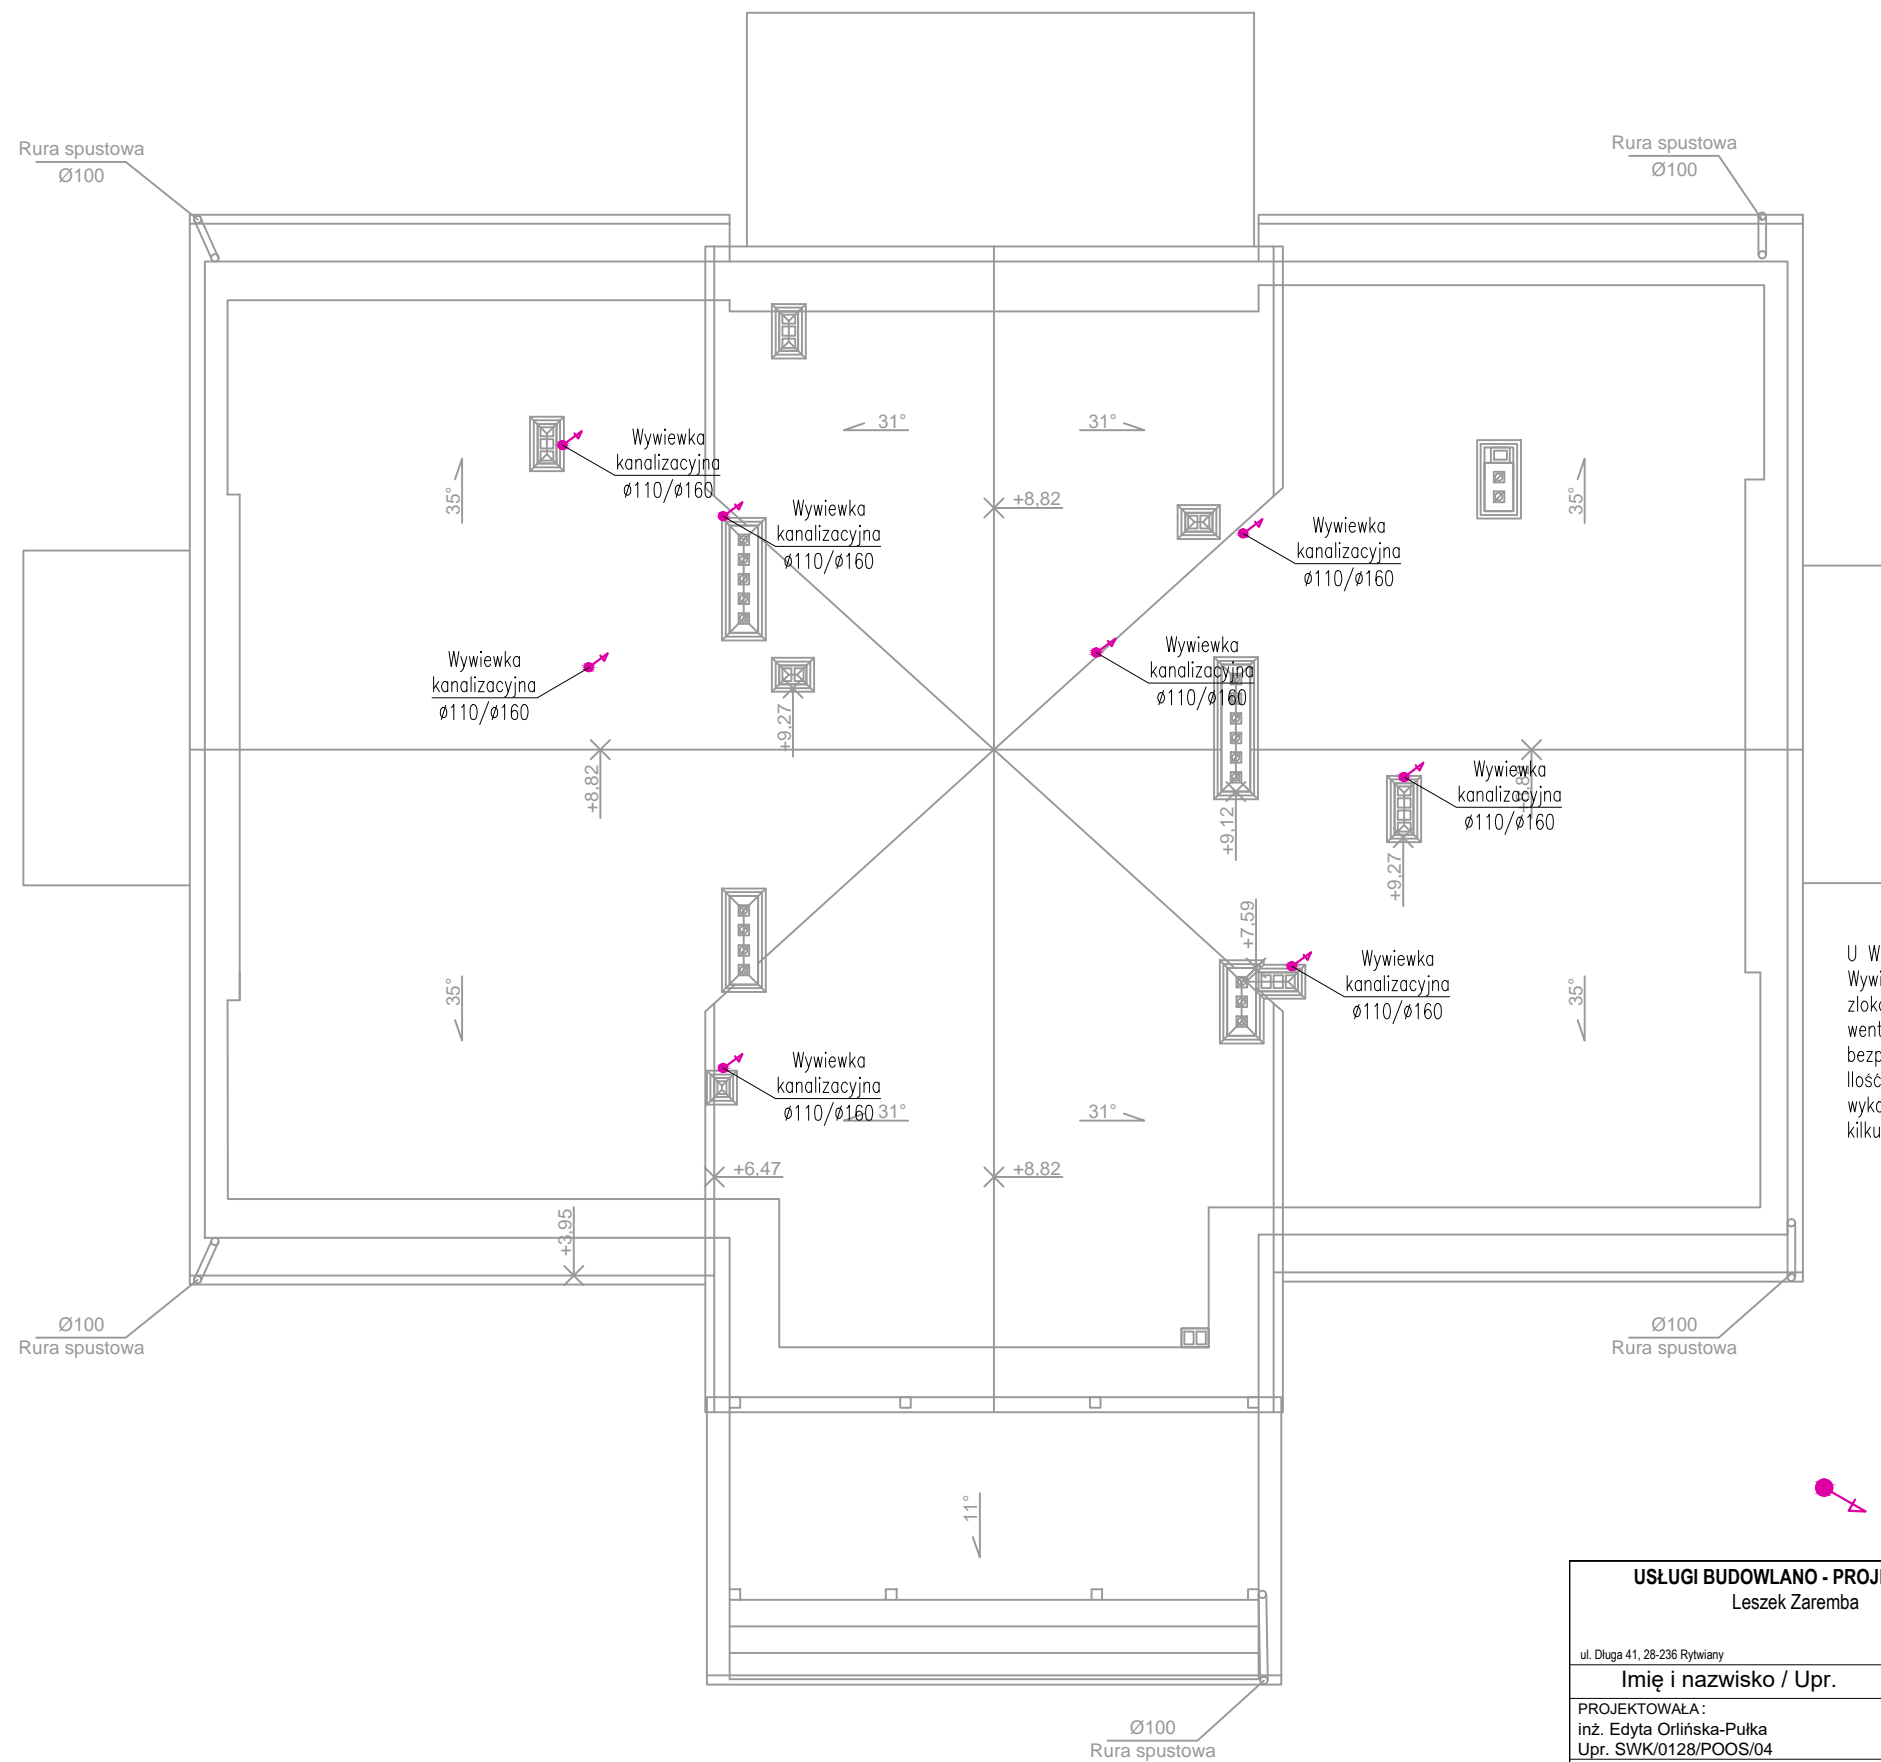 Rura spustowa
Ø100
Rura spustowa
Ø100
31°
31°
Wywiewka
kanalizacyjna
ø110/ø160
35°
35°
+8,82
Wywiewka
kanalizacyjna
ø110/ø160
Wywiewka
kanalizacyjna
ø110/ø160
Wywiewka
kanalizacyjna
ø110/ø160
Wywiewka
kanalizacyjna
ø110/ø160
+9,27
+8,82
Wywiewka
kanalizacyjna
ø110/ø160
+9,12
+9,27
+7,59
35°
35°
Wywiewka
kanalizacyjna
ø110/ø160
Wywiewka
kanalizacyjna
ø110/ø160
31°
31°
+6,47
+8,82
+3,95
Ø100
Rura spustowa
Ø100
Rura spustowa
11°
Ø100
Rura spustowa
U W
Wywi
went
bezp
Ilość
kilku
USŁUGI BUDOWLANO - PROJ
Leszek Zaremba
ul. Długa 41, 28-236 Rytwiany
Imię i nazwisko / Upr.
PROJEKTOWAŁA:
inż. Edyta Orlińska-Pułka
Upr. SWK/0128/POOS/04